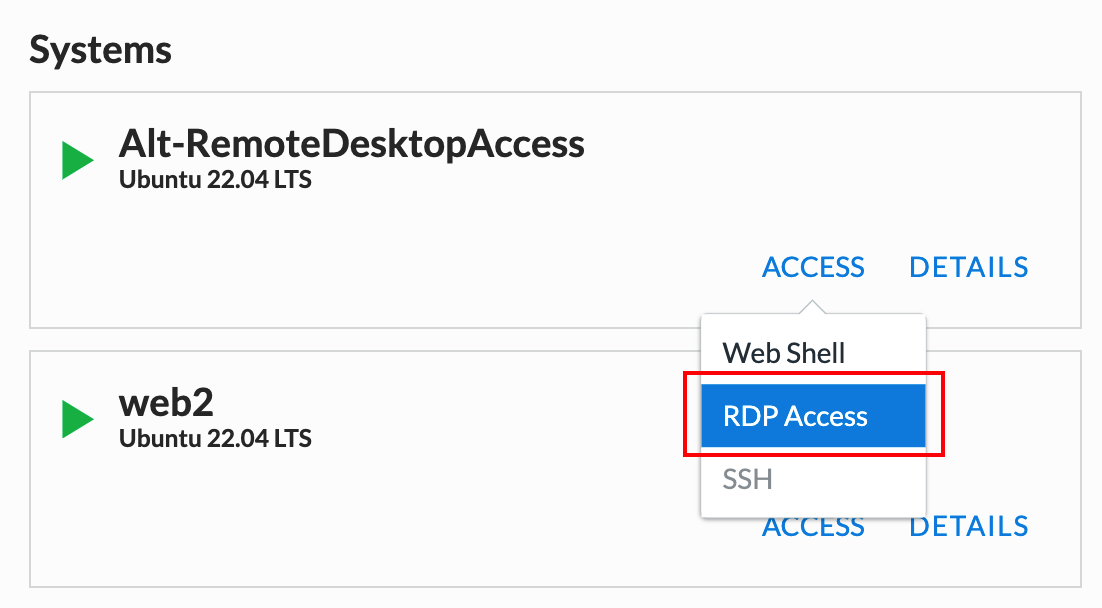 Systems
Alt-RemoteDesktopAccess
Ubuntu 22.04 LTS
ACCESS DETAILS
Web Shell
RDP Access
SSH
web2
Ubuntu 22.04 LTS
ACCESS DETAILS